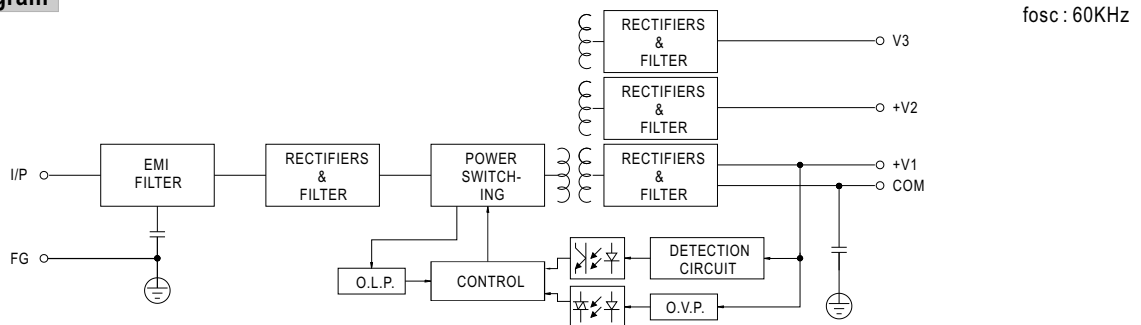 fosc : 60KHz
RECTIFIERS
&
FILTER
V3
RECTIFIERS
&
FILTER
+V2
I/P
EMI
FILTER
RECTIFIERS
&
FILTER
POWER
SWITCH-
ING
RECTIFIERS
&
FILTER
+V1
COM
FG
O.L.P.
CONTROL
DETECTION
CIRCUIT
O.V.P.